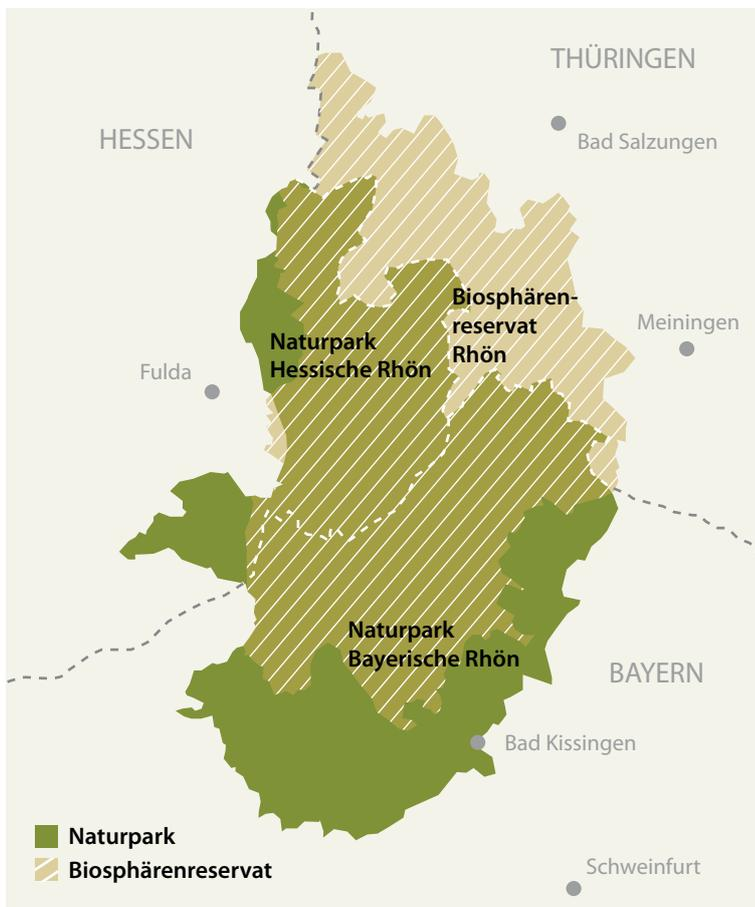 THÜRINGEN
HESSEN
Bad Salzungen
Biosphären-
reservat
Rhön
Meiningen
Naturpark
Hessische Rhön
Fulda
Naturpark
Bayerische Rhön
BAYERN
Bad Kissingen
Naturpark
Biosphärenreservat
Schweinfurt